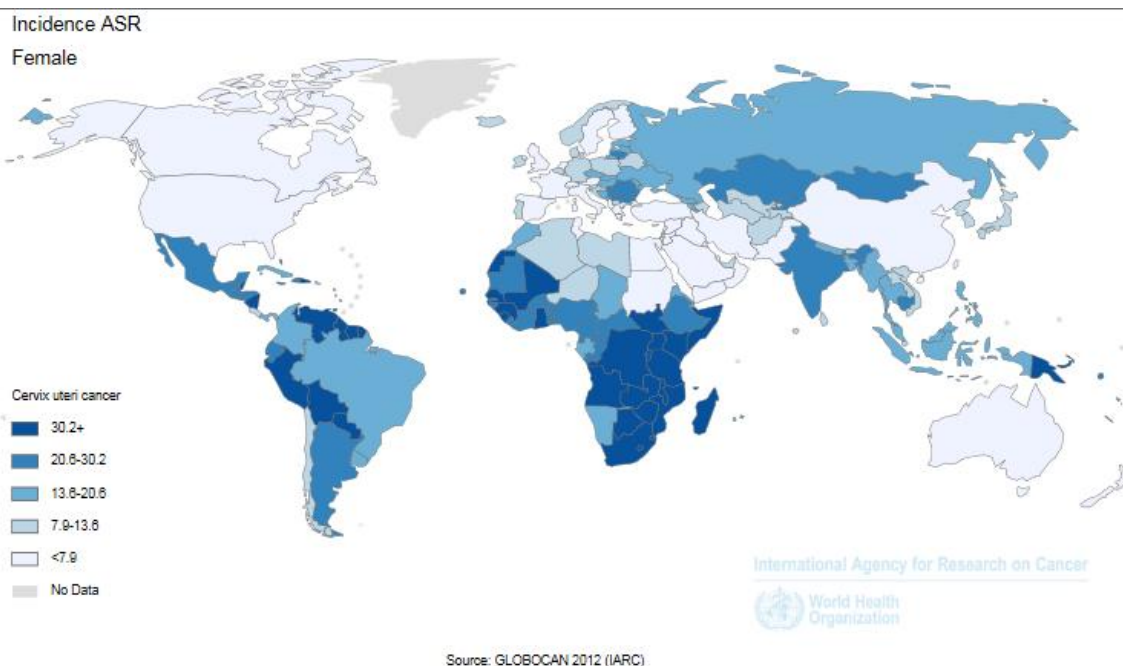 Incidence ASR
Female
Cervix uteri cancer
30.2+
20.6-30.2
13.6-20.6
7.9-13.6
<7.9
No Data
International Agency for Research on Cancer
World Health
Organization
Source: GLOBOCAN 2012 (IARC)